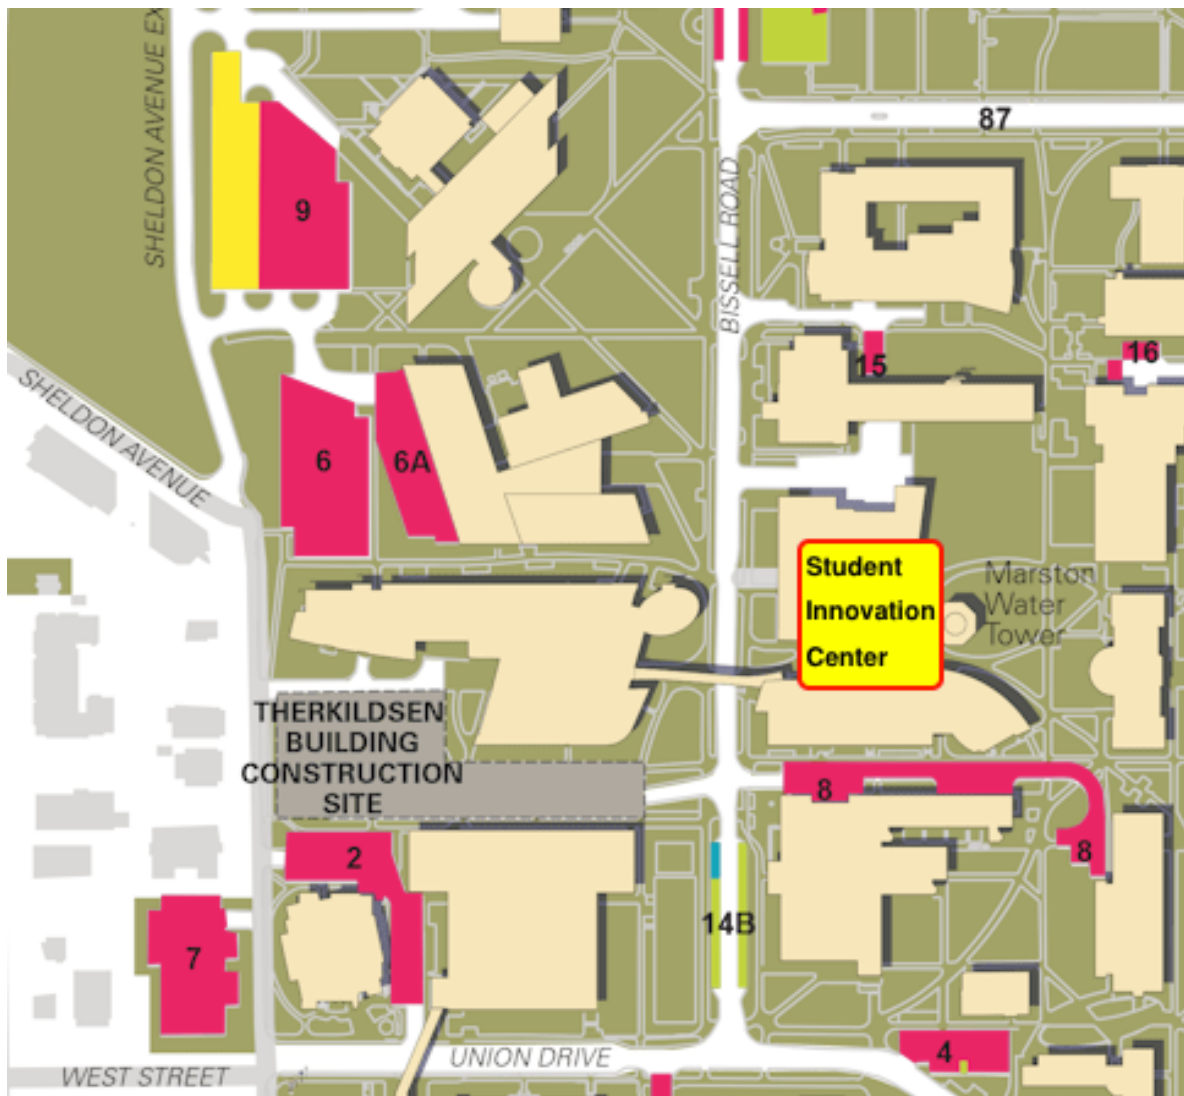 SHELDON AVENUE EX
87
BISSELL ROAD
9
15
16
SHELDON AVENUE
6
6A
Student
Innovation
Center
Marston
Water
Tower
THERKILDSEN
BUILDING
CONSTRUCTION
SITE
8
2
8
14B
7
4
UNION DRIVE
WEST STREET